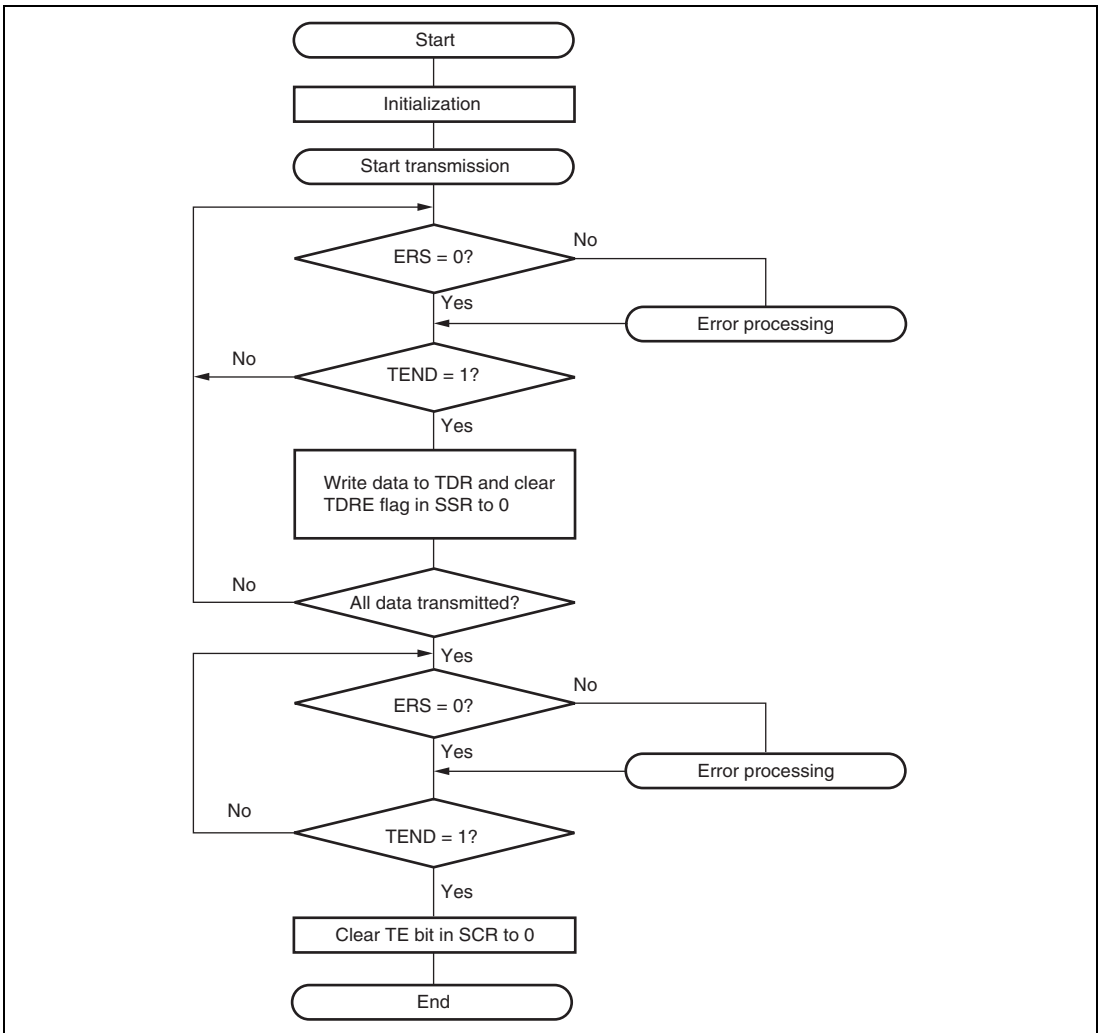 Start
Initialization
Start transmission
ERS = 0?
No
Yes
Error processing
No
TEND = 1?
Yes
Write data to TDR and clear
TDRE flag in SSR to 0
No
All data transmitted?
Yes
ERS = 0?
No
Yes
Error processing
No
TEND = 1?
Yes
Clear TE bit in SCR to 0
End